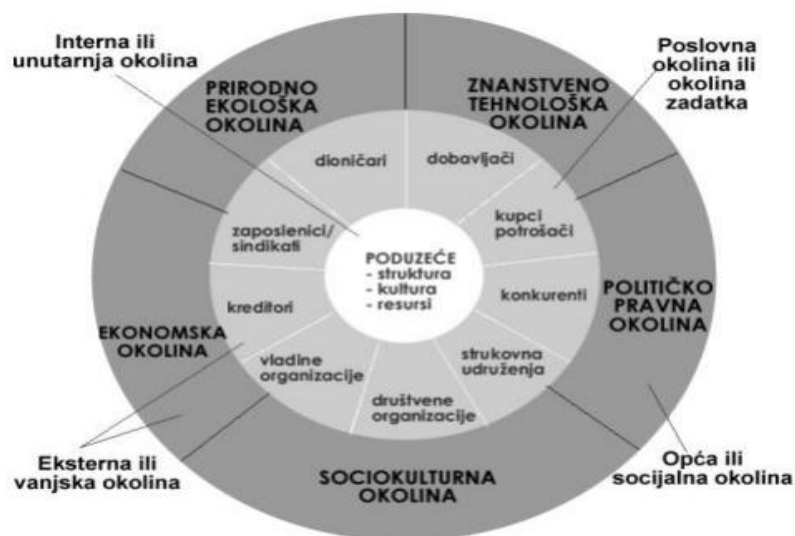 Interna ili
unutarnja okolina
Poslovna
okolina ili
okolina
zadatka
PRIRODNO
EKOLOŠKA
OKOLINA
ZNANSTVENO
TEHNOLOŠKA
OKOLINA
dioničari
dobavljači
zaposlenici/
sindikati
kupci
potrošači
PODUZEĆE
- struktura
- kultura
- resursi
kreditori
konkurenti
POLITIČKO
PRAVNA
OKOLINA
EKONOMSKA
OKOLINA
vladine
organizacije
strukovna
udruženja
društvene
organizacije
Eksterna ili
vanjska okolina
SOCIOKULTURNA
OKOLINA
Opća ili
socijalna okolina